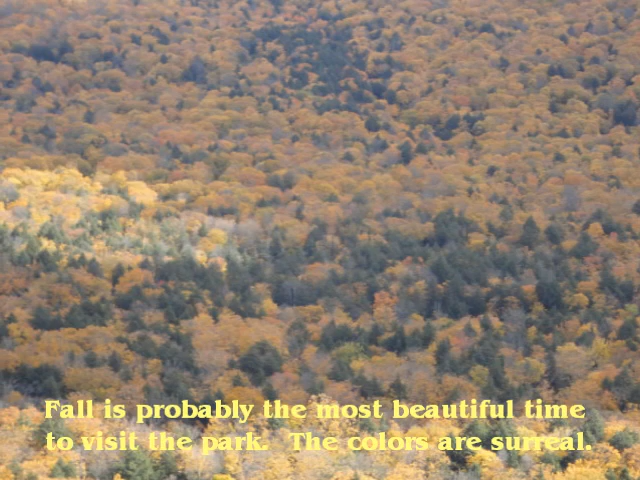 Fall is probably the most beautiful time
to visit the park.  The colors are surreal.